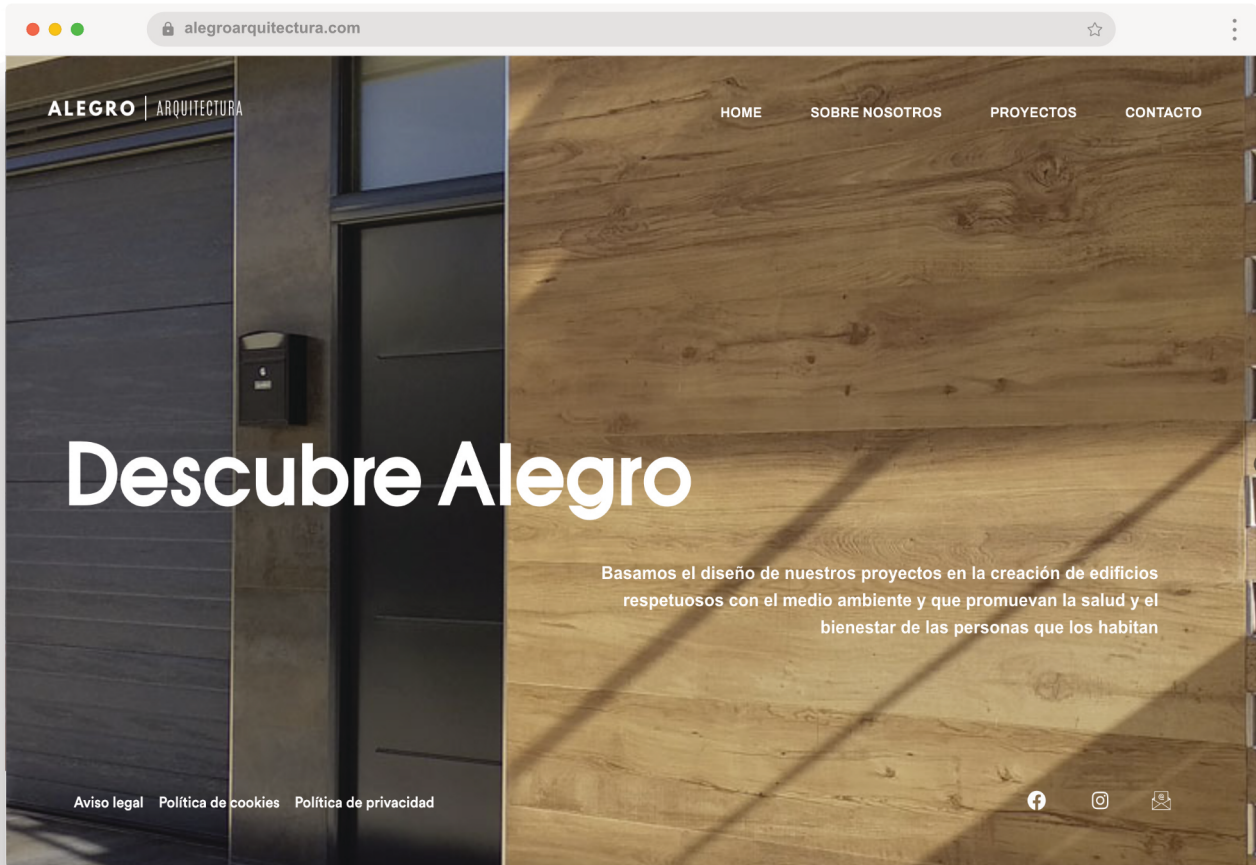 alegroarquitectura.com
ALEGRO | ARQUITECTURA
HOME SOBRE NOSOTROS PROYECTOS CONTACTO
Descubre Alegro
Basamos el diseño de nuestros proyectos en la creación de edificios
respetuosos con el medio ambiente y que promuevan la salud y el
bienestar de las personas que los habitan
Aviso legal Política de cookies Política de privacidad